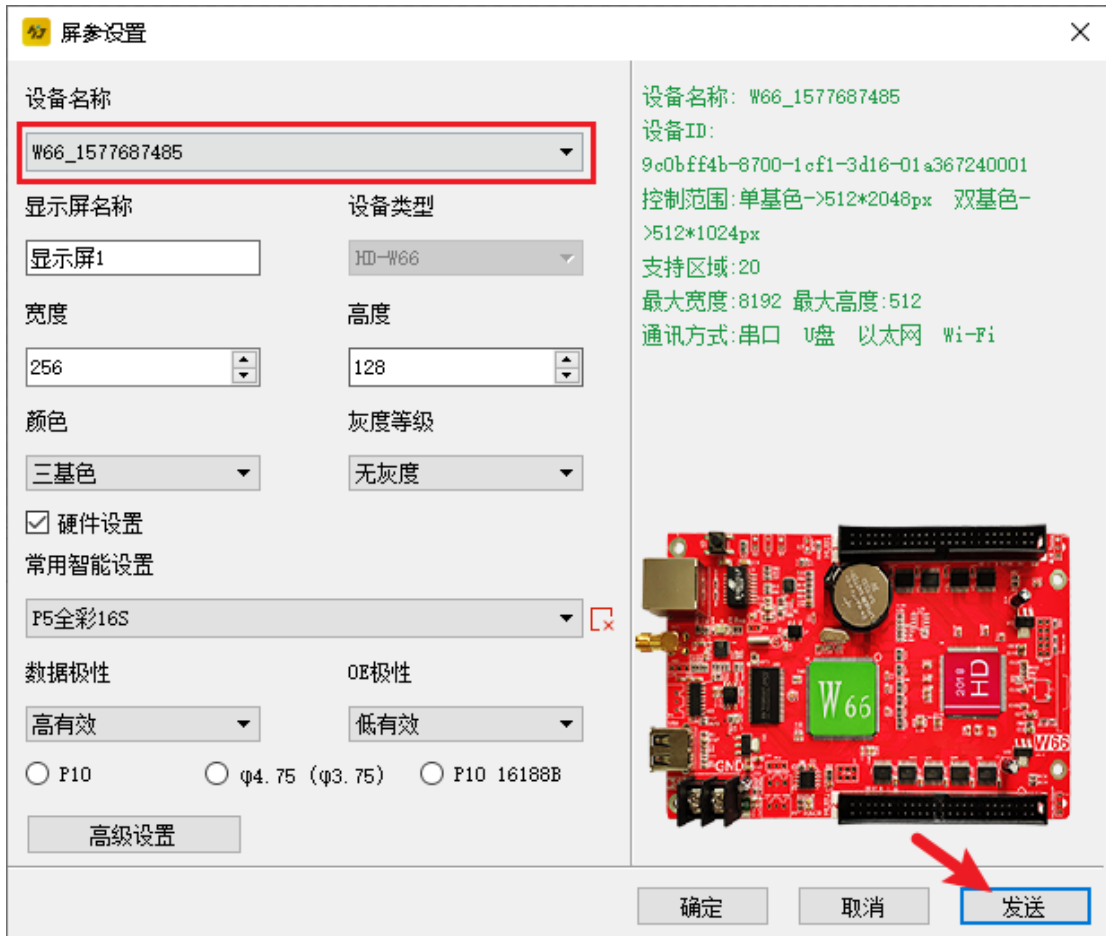 屏参设置
设备名称
W66_1577687485
显示屏名称 设备类型
显示屏1 HD-W66
宽度 高度
256 128
颜色 灰度等级
三基色 无灰度
硬件设置
常用智能设置
P5全彩16S
数据极性 OE极性
高有效 低有效
P10 φ4.75 (φ3.75) P10 16188B
高级设置
设备名称: W66_1577687485
设备ID:
9c0bff4b-8700-1cf1-3d16-01a367240001
控制范围:单基色->512*2048px 双基色-
>512*1024px
支持区域:20
最大宽度:8192 最大高度:512
通讯方式:串口 U盘 以太网 Wi-Fi
W66
2018
HD
W66
GND
确定 取消 发送